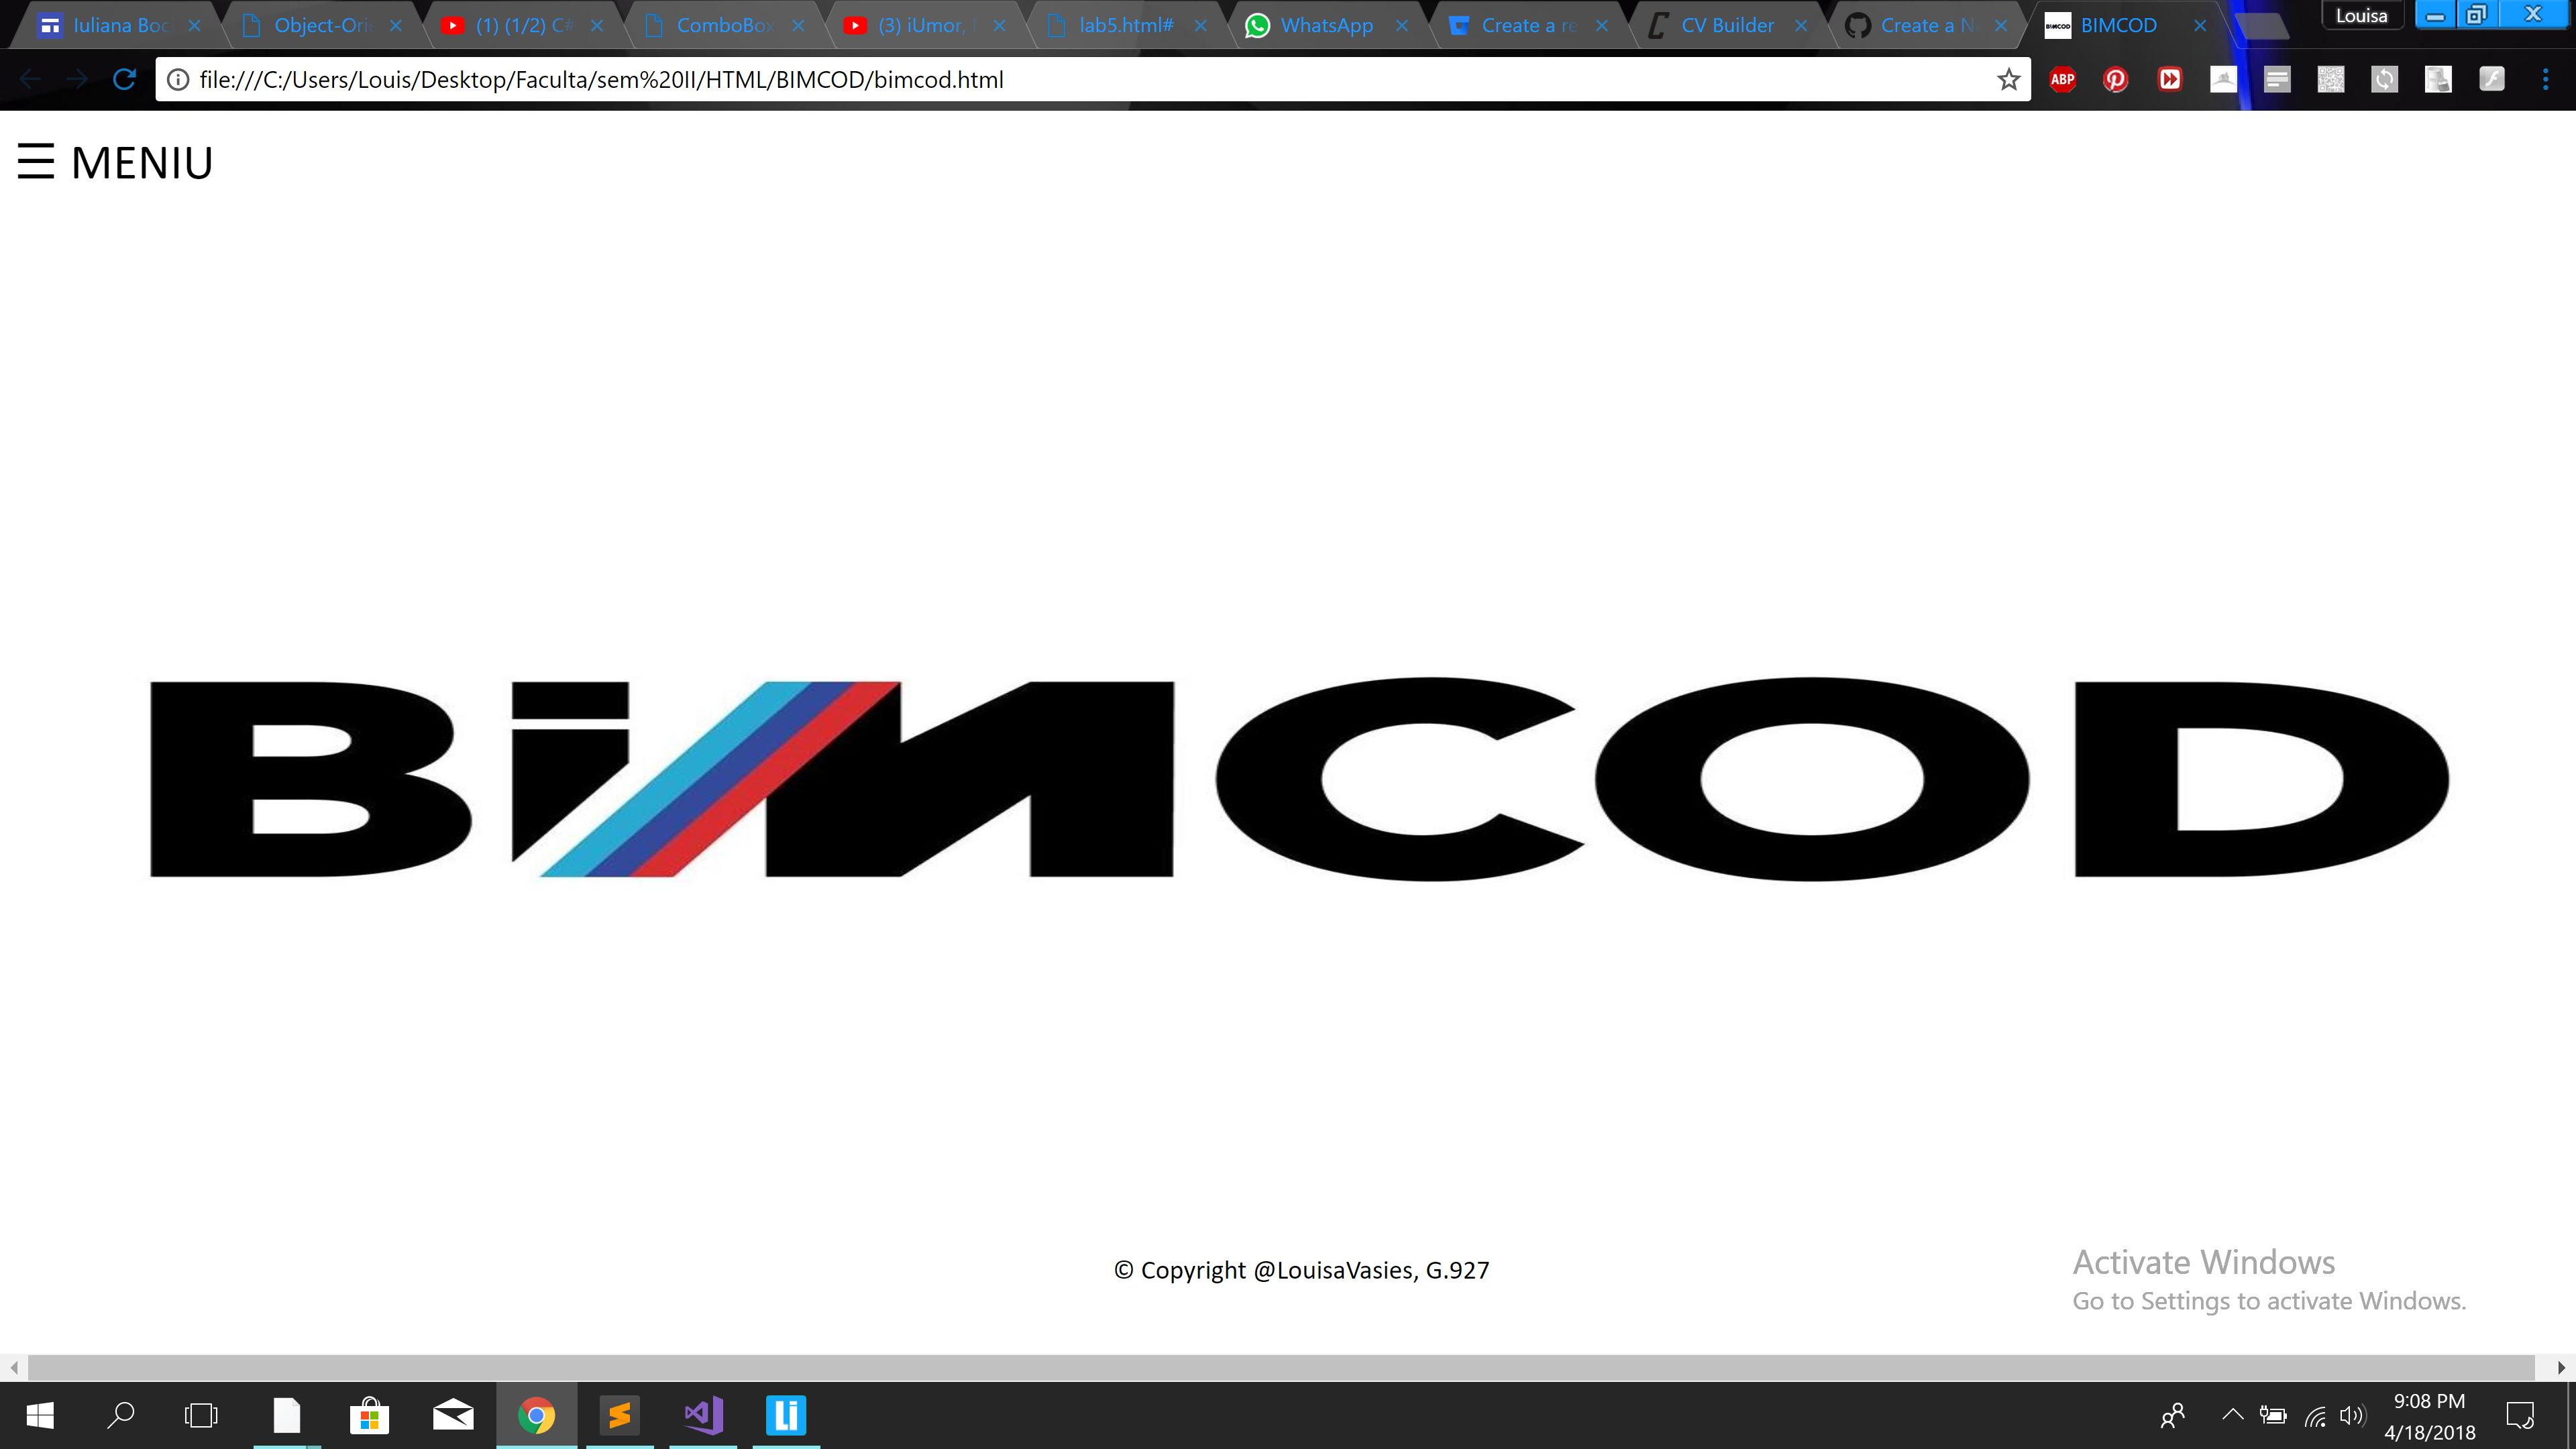 Iuliana Boc
Object-Ori
(1) (1/2) C#
ComboBox
(3) iUmor,
lab5.html#
WhatsApp
Create a re
CV Builder
Create a N
BIMCOD
Louisa
file:///C:/Users/Louis/Desktop/Faculta/sem%20II/HTML/BIMCOD/bimcod.html
ABP
☰ MENIU
BiMCOD
© Copyright @LouisaVasies, G.927
Activate Windows
Go to Settings to activate Windows.
Li
9:08 PM
4/18/2018